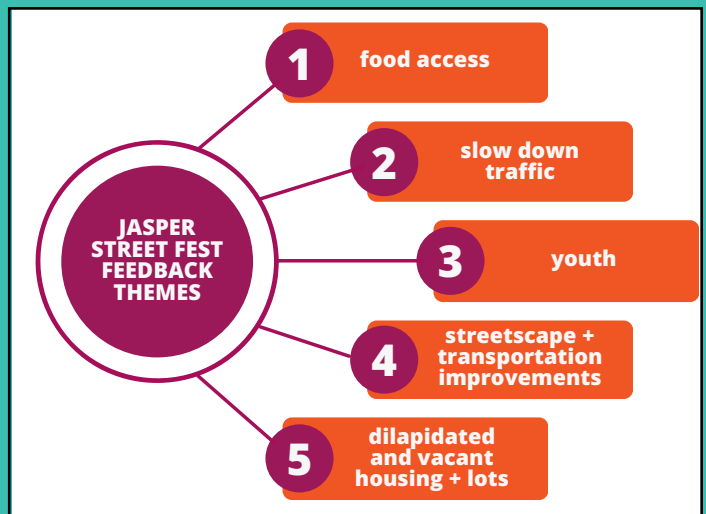 JASPER
STREET FEST
FEEDBACK
THEMES
1
food access
2
slow down
traffic
3
youth
4
streetscape +
transportation
improvements
5
dilapidated
and vacant
housing + lots